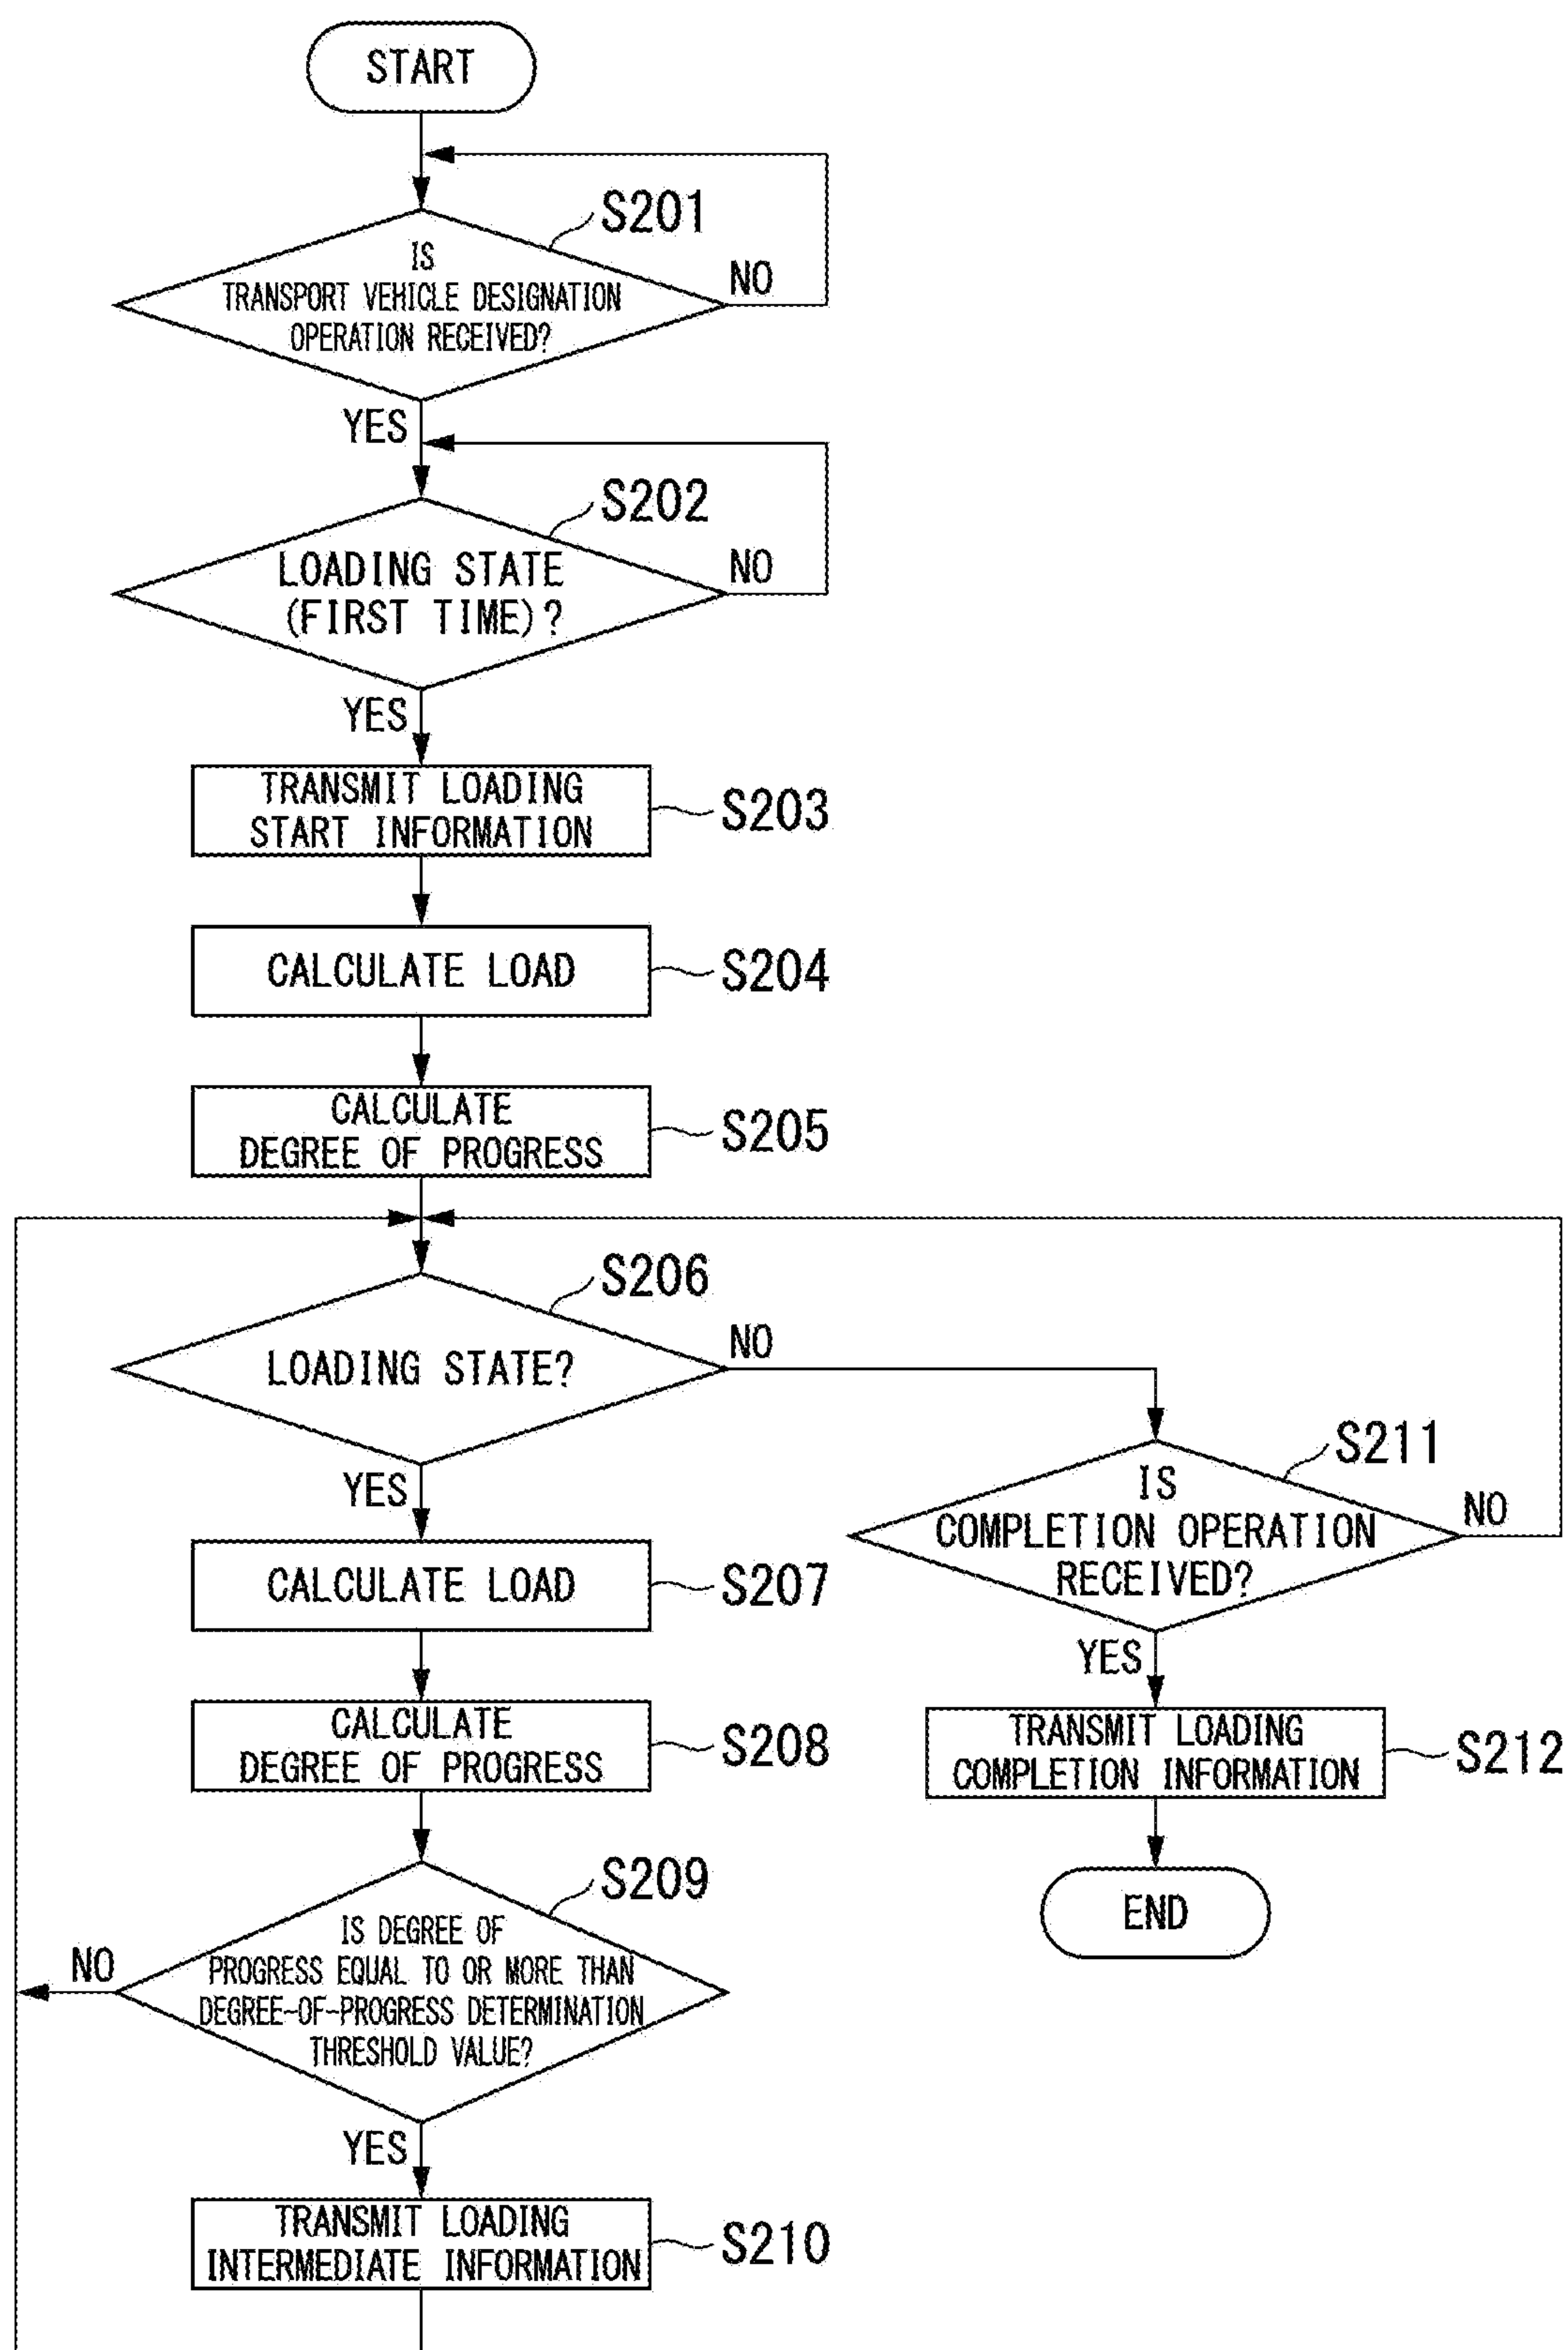 START
S201
IS
TRANSPORT VEHICLE DESIGNATION
OPERATION RECEIVED?
NO
YES
S202
LOADING STATE
(FIRST TIME)?
NO
YES
TRANSMIT LOADING
START INFORMATION
S203
CALCULATE LOAD
S204
CALCULATE
DEGREE OF PROGRESS
S205
S206
LOADING STATE?
NO
YES
S211
IS
COMPLETION OPERATION
RECEIVED?
NO
YES
CALCULATE LOAD
S207
CALCULATE
DEGREE OF PROGRESS
S208
TRANSMIT LOADING
COMPLETION INFORMATION
S212
END
S209
IS DEGREE OF
PROGRESS EQUAL TO OR MORE THAN
DEGREE-OF-PROGRESS DETERMINATION
THRESHOLD VALUE?
NO
YES
TRANSMIT LOADING
INTERMEDIATE INFORMATION
S210